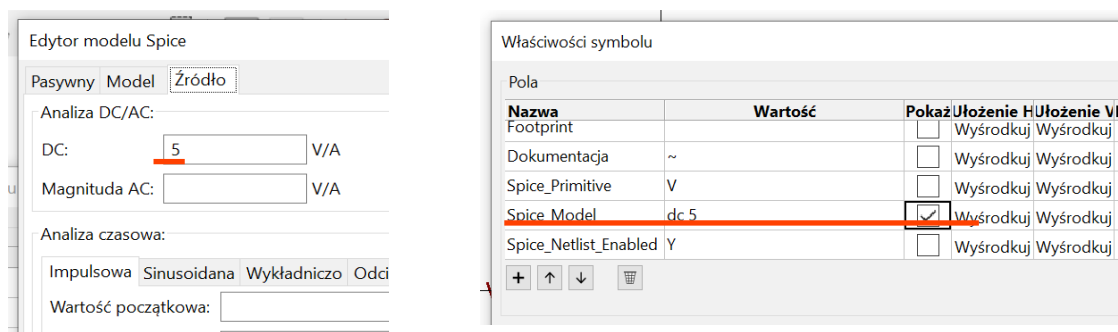 Edytor modelu Spice
Pasywny Model Źródło
Analiza DC/AC:
DC: 5 V/A
Magnituda AC: V/A
Analiza czasowa:
Impulsowa Sinusoidana Wykładniczo Odci
Wartość początkowa:
Właściwości symbolu
Pola
Nazwa Wartość Pokaż Ułożenie H Ułożenie V
Footprint Wyśrodkuj Wyśrodkuj
Dokumentacja ~ Wyśrodkuj Wyśrodkuj
Spice_Primitive V Wyśrodkuj Wyśrodkuj
Spice_Model dc 5 Wyśrodkuj Wyśrodkuj
Spice_Netlist_Enabled Y Wyśrodkuj Wyśrodkuj